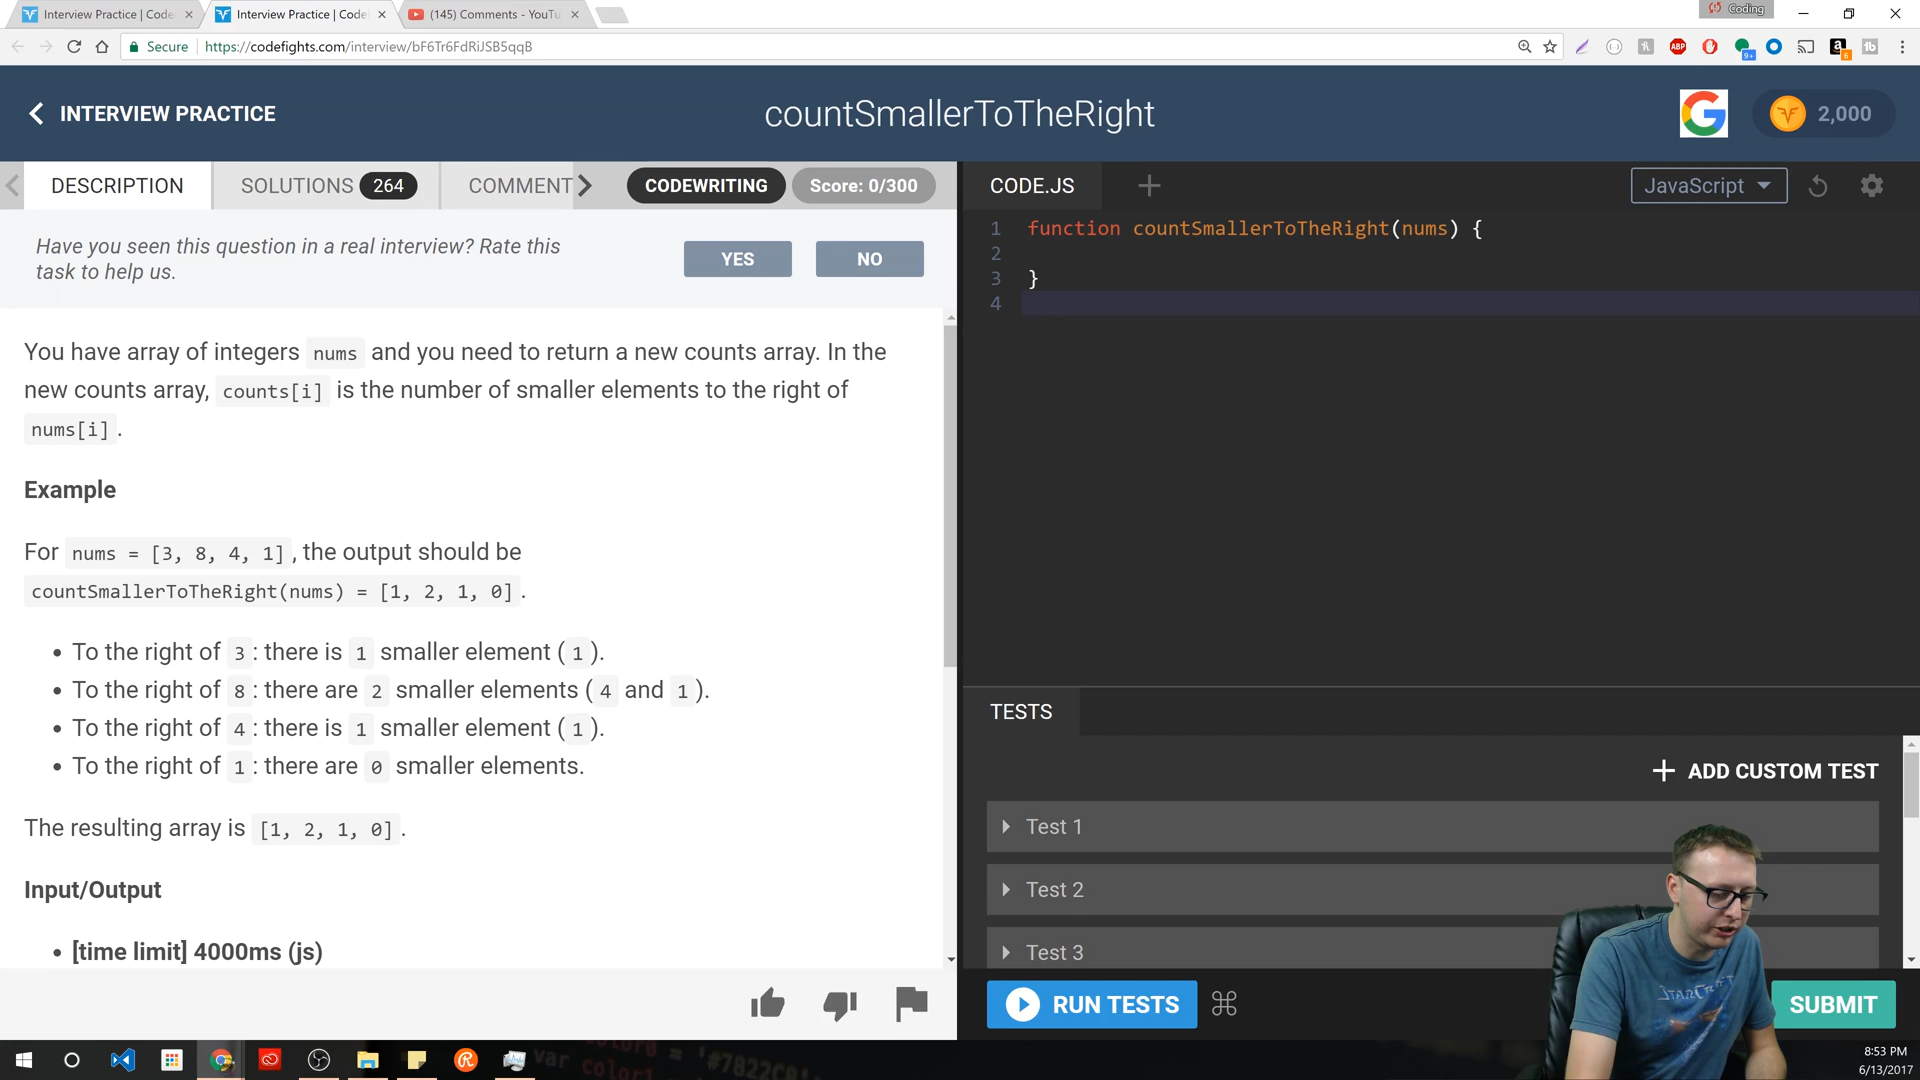 Interview Practice | Code
Interview Practice | Code
(145) Comments - YouTu
Coding
Secure
https://codefights.com/interview/bF6Tr6FdRiJSB5qqB
ABP
9+
a
6
INTERVIEW PRACTICE
countSmallerToTheRight
2,000
DESCRIPTION
SOLUTIONS 264
COMMENT
CODEWRITING
Score: 0/300
CODE.JS
JavaScript
Have you seen this question in a real interview? Rate this
task to help us.
YES
NO
You have array of integers nums and you need to return a new counts array. In the
new counts array, counts[i] is the number of smaller elements to the right of
nums[i] .
Example
For nums = [3, 8, 4, 1] , the output should be
countSmallerToTheRight(nums) = [1, 2, 1, 0] .
• To the right of 3 : there is 1 smaller element ( 1 ).
• To the right of 8 : there are 2 smaller elements ( 4 and 1 ).
• To the right of 4 : there is 1 smaller element ( 1 ).
• To the right of 1 : there are 0 smaller elements.
The resulting array is [1, 2, 1, 0] .
Input/Output
• [time limit] 4000ms (js)
1 function countSmallerToTheRight(nums) {
2
3 }
4
TESTS
ADD CUSTOM TEST
Test 1
Test 2
Test 3
RUN TESTS
SUBMIT
color0 = '#7822C0';
var color1
8:53 PM
6/13/2017